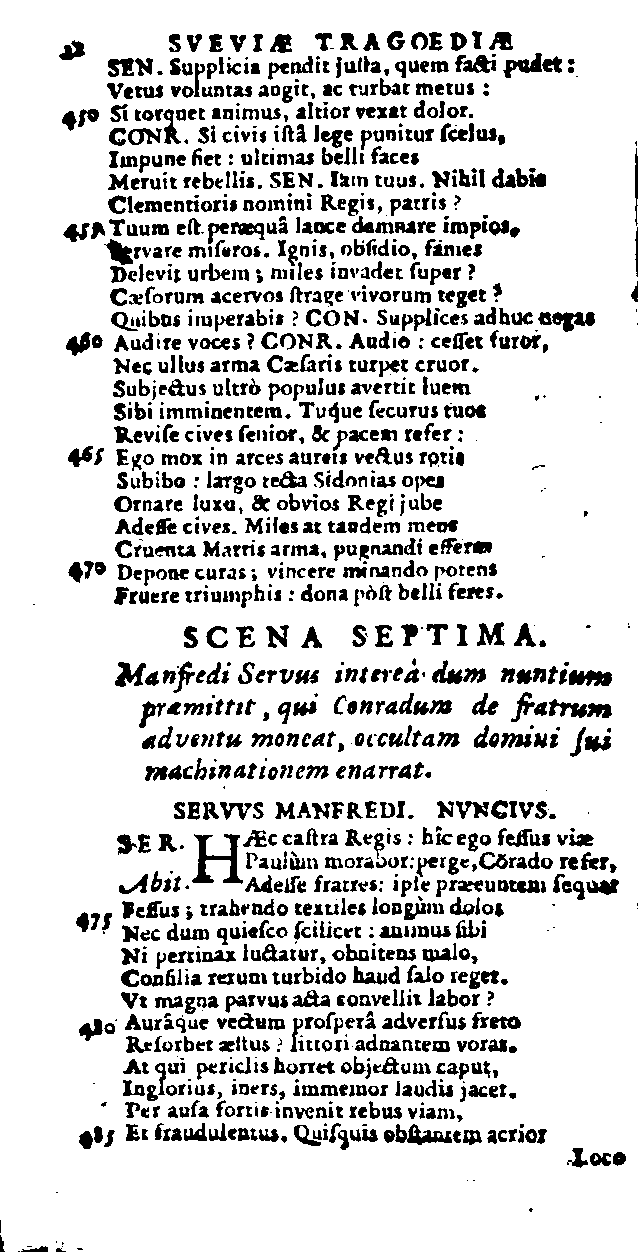 SVEVIÆ TRAGOEDIÆ
SEN. Supplicia pendit justa, quem facti pudet :
Vetus voluntas angit, ac turbat metus :
450 Si torquet animus, altior vexat dolor.
CONR. Si civis istâ lege punitur scelus,
Impune fiet : ultimas belli faces
Meruit rebellis. SEN. Iam tuus. Nihil dabis
Clementioris nomini Regis, patris ?
Tuum est peræquâ lance damnare impios,
Servare miseros. Ignis, obsidio, fames
Delevit urbem ; miles invadet super ?
Cæsorum acervos strage vivorum teget ?
Quibus imperabis ? CON. Supplices adhuc negas
460 Audire voces ? CONR. Audio : cesset furor,
Nec ullus arma Cæsaris turpet cruor.
Subjectus ultrò populus avertit luem
Sibi imminentem. Tuque securus tuos
Revise cives senior, & pacem refer :
465 Ego mox in arces aureis vectus rotis
Subibo : largo tecta Sidonias opes
Ornare luxu, & obvios Regi jube
Adesse cives. Miles at tandem meus
Cruenta Martis arma, pugnandi efferas
470 Depone curas ; vincere minando potens
Fruere triumphis : dona pòst belli feres.
SCENA SEPTIMA.
Manfredi Servus intereà dum nuntium
præmittit, qui Conradum de fratrum
adventu moneat, occultam domini sui
machinationem enarrat.
SERVVS MANFREDI. NVNCIVS.
SER. HÆc castra Regis : hîc ego fessus viæ
Paulùm morabor: perge, Cōrado refer,
Abit. Adesse fratres: ipse præeuntem sequar
475 Fessus ; trahendo textiles longùm dolos
Nec dum quiesco scilicet : animus sibi
Ni pertinax luctatur, obnitens malo,
Consilia rerum turbido haud salo reget.
Vt magna parvus acta convellit labor ?
480 Aurâque vectum prosperâ adversus freto
Resorbet æstus ? littori adnantem vorat.
At qui periclis horret objectum caput,
Inglorius, iners, immemor laudis jacet.
Per ausa fortis invenit rebus viam,
485 Et fraudulentus. Quisquis obstantem acrior
Loco